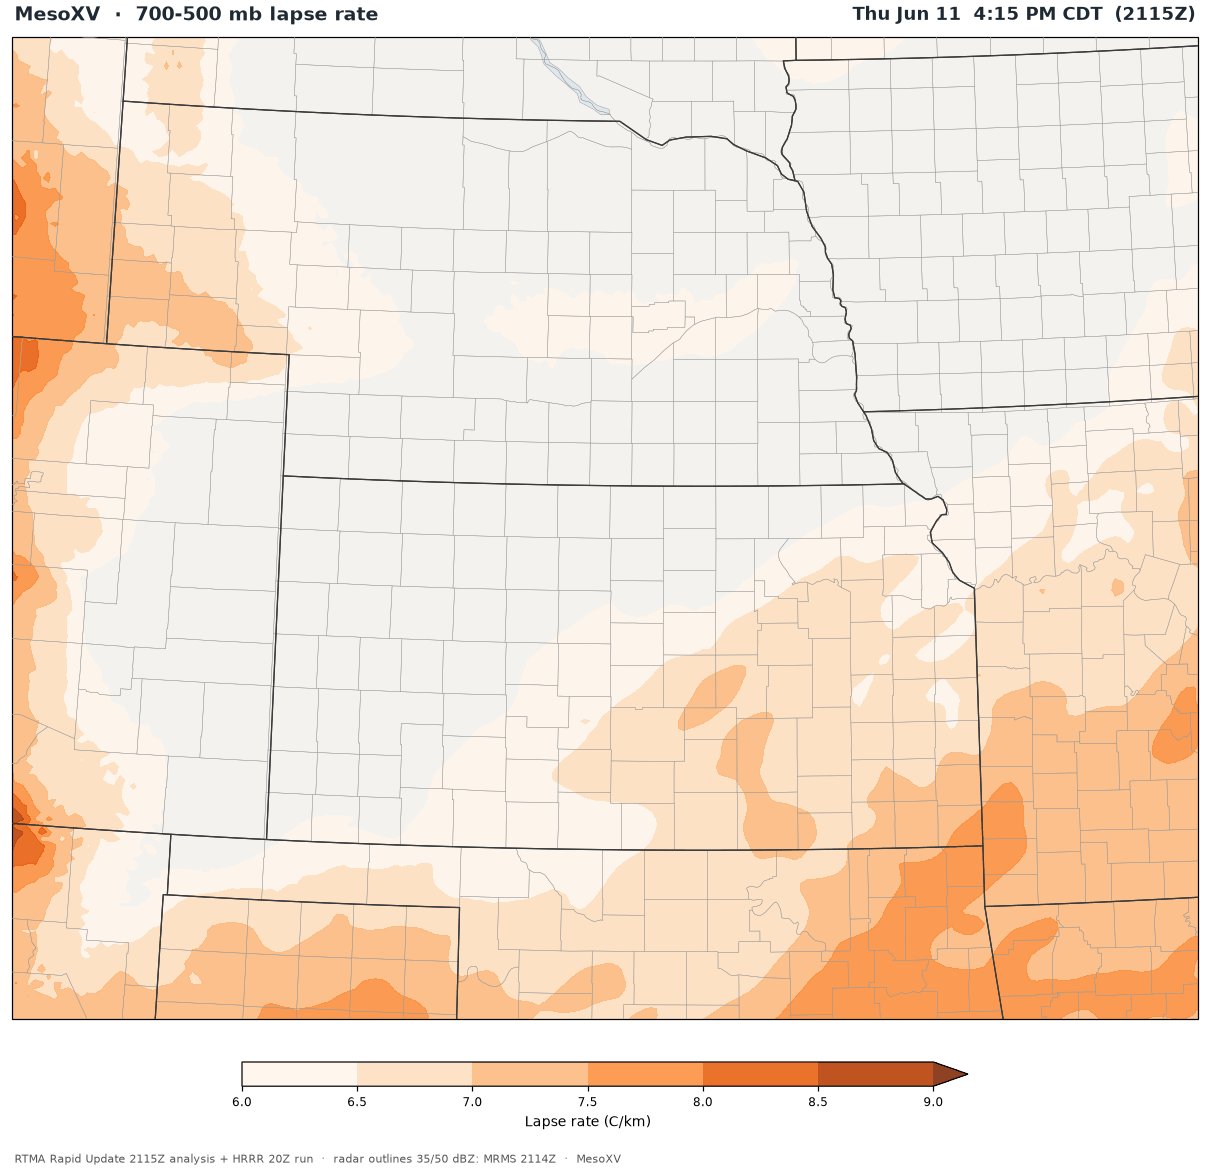 MesoXV · 700-500 mb lapse rate
Thu Jun 11 4:15 PM CDT (2115Z)
6.0 6.5 7.0 7.5 8.0 8.5 9.0
Lapse rate (C/km)
RTMA Rapid Update 2115Z analysis + HRRR 20Z run · radar outlines 35/50 dBZ: MRMS 2114Z · MesoXV